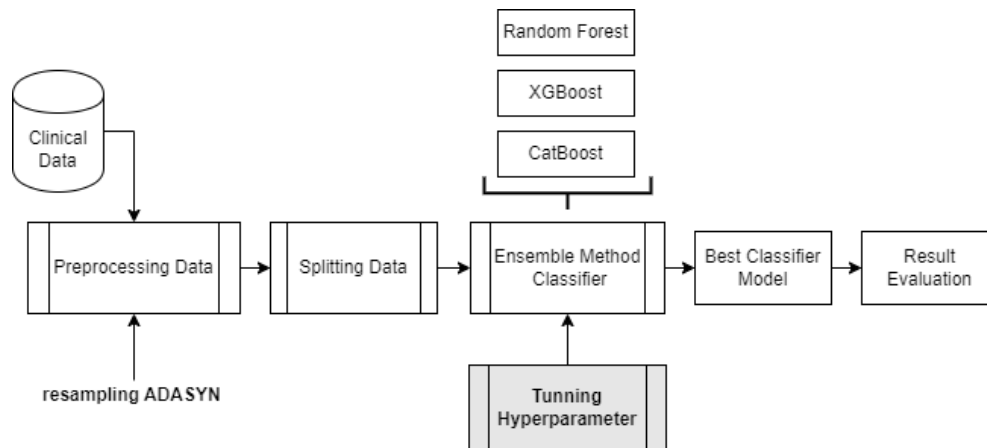 Random Forest
XGBoost
CatBoost
Clinical
Data
Preprocessing Data
Splitting Data
Ensemble Method
Classifier
Best Classifier
Model
Result
Evaluation
resampling ADASYN
Tunning
Hyperparameter